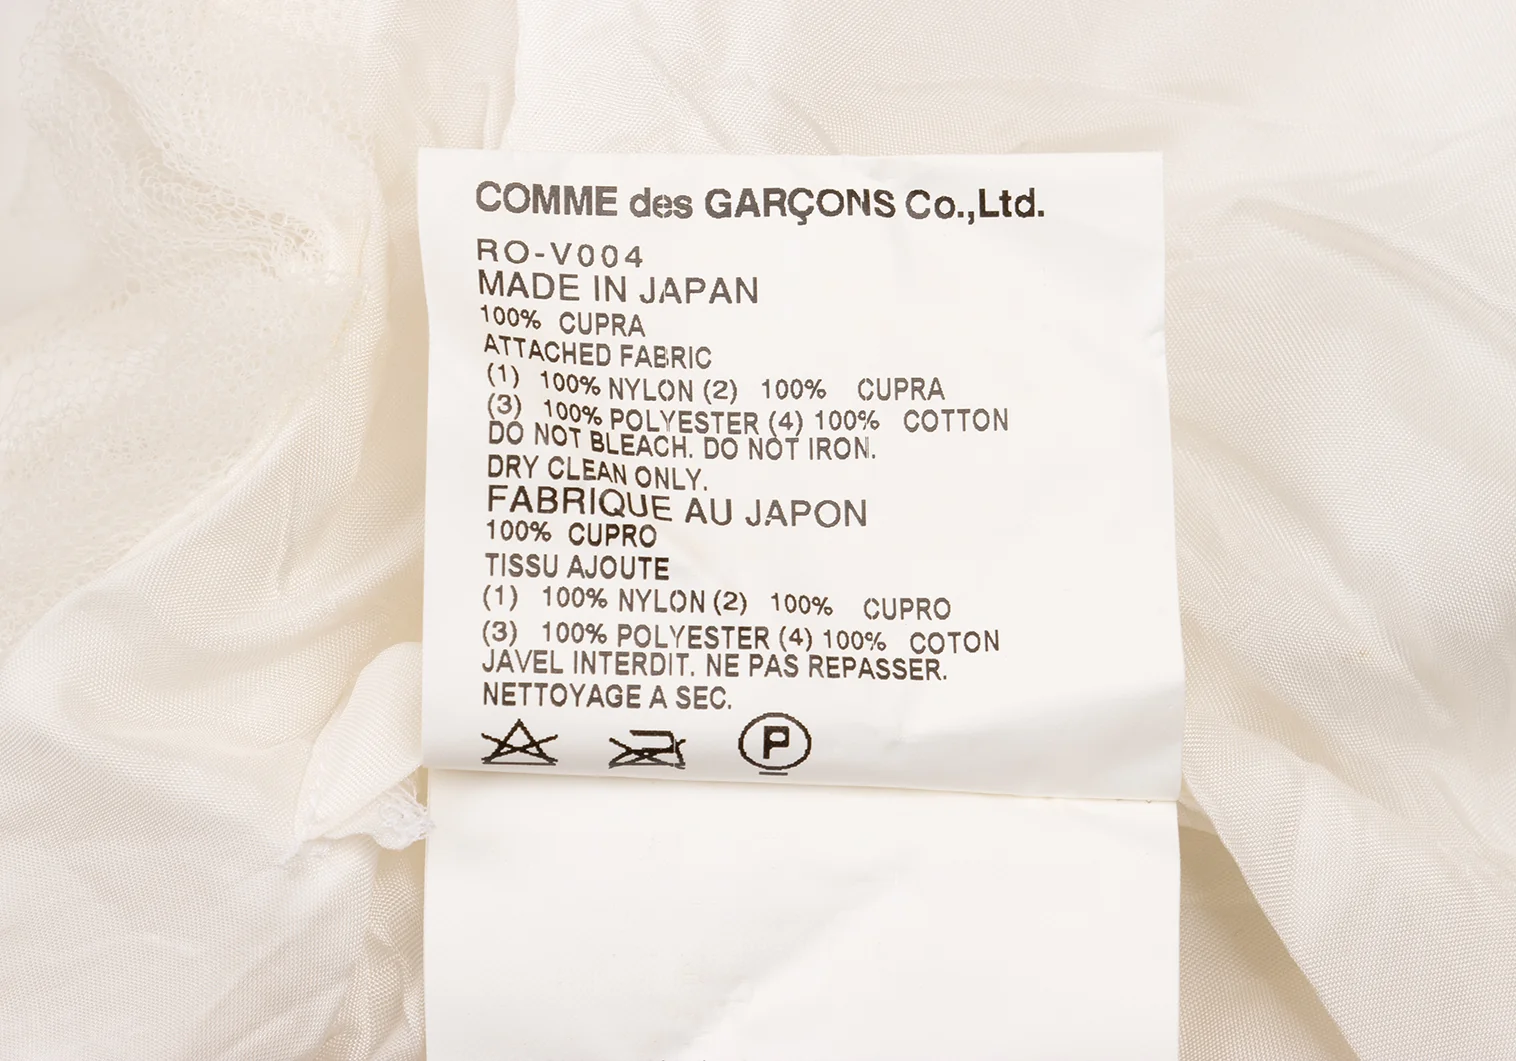 COMME des GARÇONS Co.,Ltd.
RO-V004
MADE IN JAPAN
100% CUPRA
ATTACHED FABRIC
(1) 100% NYLON (2) 100% CUPRA
(3) 100% POLYESTER (4) 100% COTTON
DO NOT BLEACH. DO NOT IRON.
DRY CLEAN ONLY.
FABRIQUE AU JAPON
100% CUPRO
TISSU AJOUTE
(1) 100% NYLON (2) 100% CUPRO
(3) 100% POLYESTER (4) 100% COTON
JAVEL INTERDIT. NE PAS REPASSER.
NETTOYAGE A SEC.
P